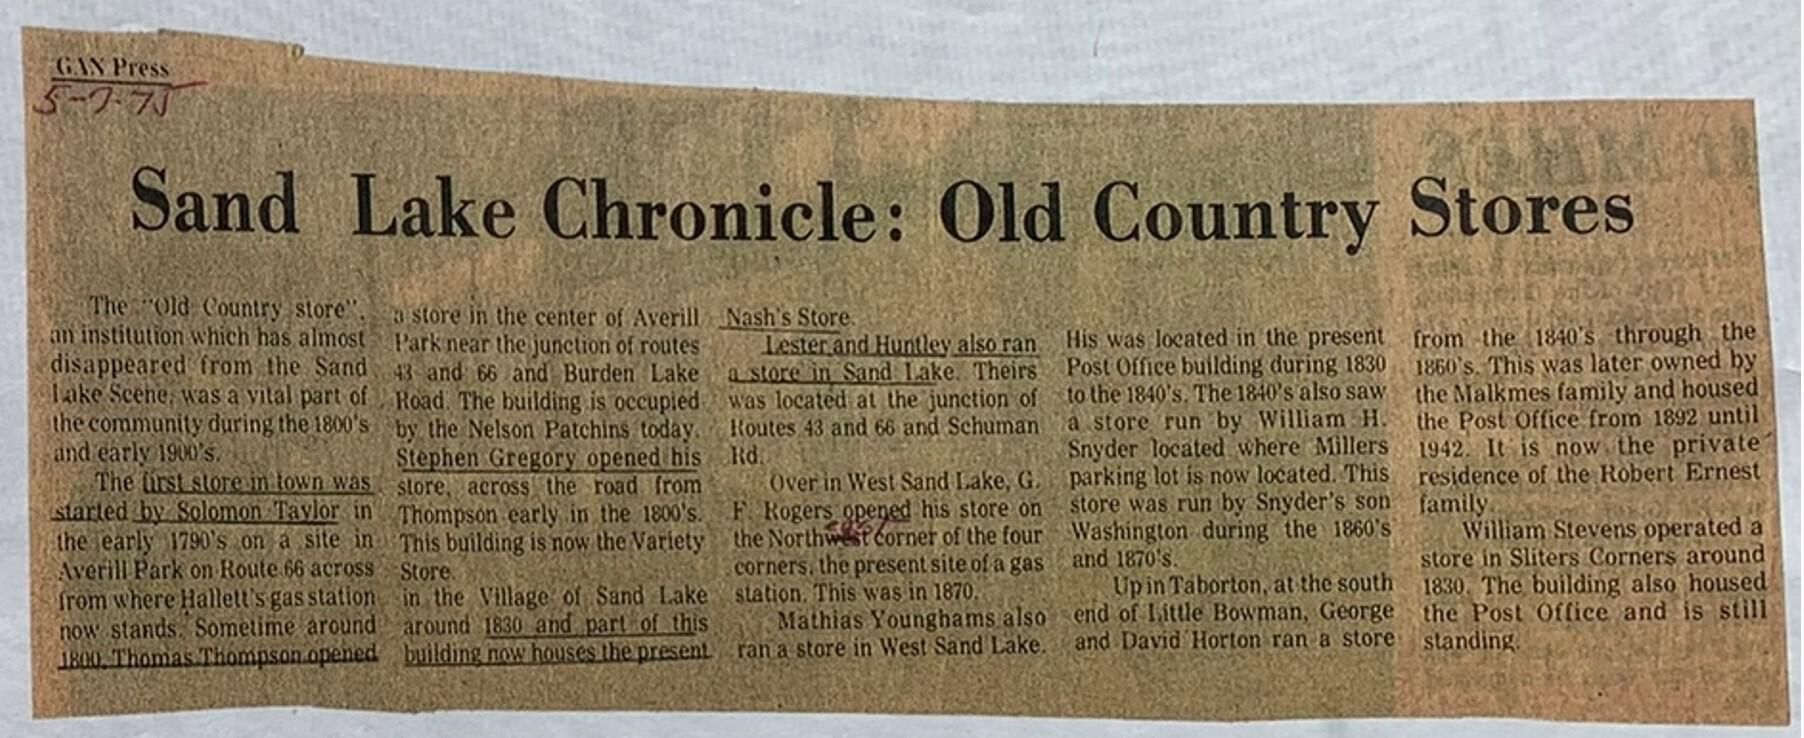 GAN Press
5-7-75
Sand Lake Chronicle: Old Country Stores
The "Old Country store",
an institution which has almost
disappeared from the Sand
Lake Scene, was a vital part of
the community during the 1800's
and early 1900's.
The first store in town was
started by Solomon Taylor in
the early 1790's on a site in
Averill Park on Route 66 across
from where Hallett's gas station
now stands. Sometime around
1800, Thomas Thompson opened
a store in the center of Averill
Park near the junction of routes
43 and 66 and Burden Lake
Road. The building is occupied
by the Nelson Patchins today.
Stephen Gregory opened his
store, across the road from
Thompson early in the 1800's.
This building is now the Variety
Store.
in the Village of Sand Lake
around 1830 and part of this
building now houses the present
Nash's Store.
Lester and Huntley also ran
a store in Sand Lake. Theirs
was located at the junction of
Routes 43 and 66 and Schuman
Rd.
Over in West Sand Lake, G.
F. Rogers opened his store on
east
the Northwest corner of the four
corners, the present site of a gas
station. This was in 1870.
Mathias Younghams also
ran a store in West Sand Lake.
His was located in the present
Post Office building during 1830
to the 1840's. The 1840's also saw
a store run by William H.
Snyder located where Millers
parking lot is now located. This
store was run by Snyder's son
Washington during the 1860's
and 1870's.
Up in Taborton, at the south
end of Little Bowman, George
and David Horton ran a store
from the 1840's through the
1860's. This was later owned by
the Malkmes family and housed
the Post Office from 1892 until
1942. It is now the private
residence of the Robert Ernest
family.
William Stevens operated a
store in Sliters Corners around
1830. The building also housed
the Post Office and is still
standing.